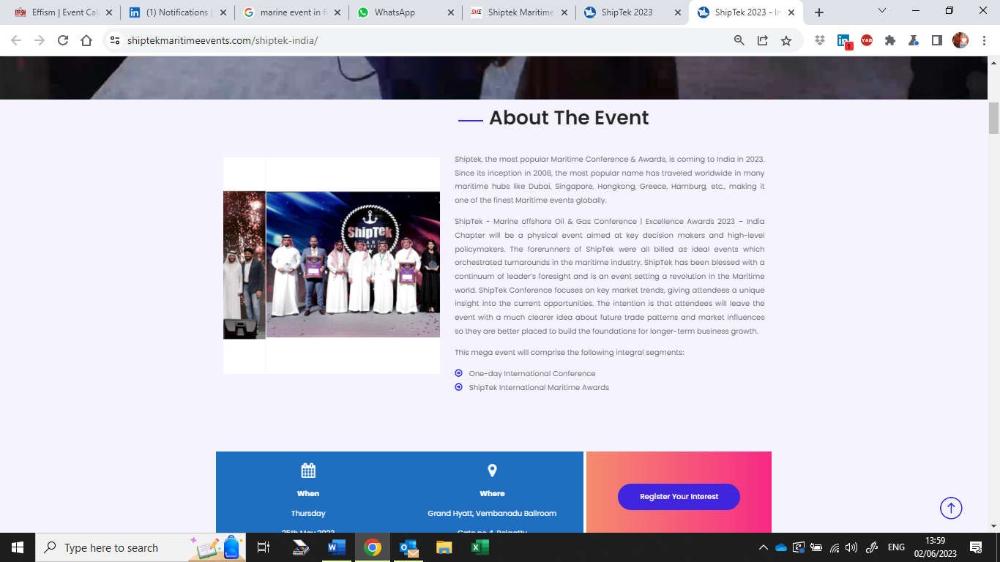 Effism | Event Cal
(1) Notifications |
marine event in f
WhatsApp
SME
Shiptek Maritime
ShipTek 2023
ShipTek 2023 - In
shiptekmaritimeevents.com/shiptek-india/
1
YAB
About The Event
Shiptek, the most popular Maritime Conference & Awards, is coming to India in 2023.
Since its inception in 2008, the most popular name has traveled worldwide in many
maritime hubs like Dubai, Singapore, Hongkong, Greece, Hamburg, etc., making it
one of the finest Maritime events globally.
ShipTek - Marine offshore Oil & Gas Conference | Excellence Awards 2023 – India
Chapter will be a physical event aimed at key decision makers and high-level
policymakers. The forerunners of ShipTek were all billed as ideal events which
orchestrated turnarounds in the maritime industry. ShipTek has been blessed with a
continuum of leader's foresight and is an event setting a revolution in the Maritime
world. ShipTek Conference focuses on key market trends, giving attendees a unique
insight into the current opportunities. The intention is that attendees will leave the
event with a much clearer idea about future trade patterns and market influences
so they are better placed to build the foundations for longer-term business growth.
This mega event will comprise the following integral segments:
One-day International Conference
ShipTek International Maritime Awards
ShipTek
When
Thursday
25th May 2023
Where
Grand Hyatt, Vembanadu Ballroom
Gate no 4, Bolgatty
Register Your Interest
Type here to search
ENG
13:59
02/06/2023